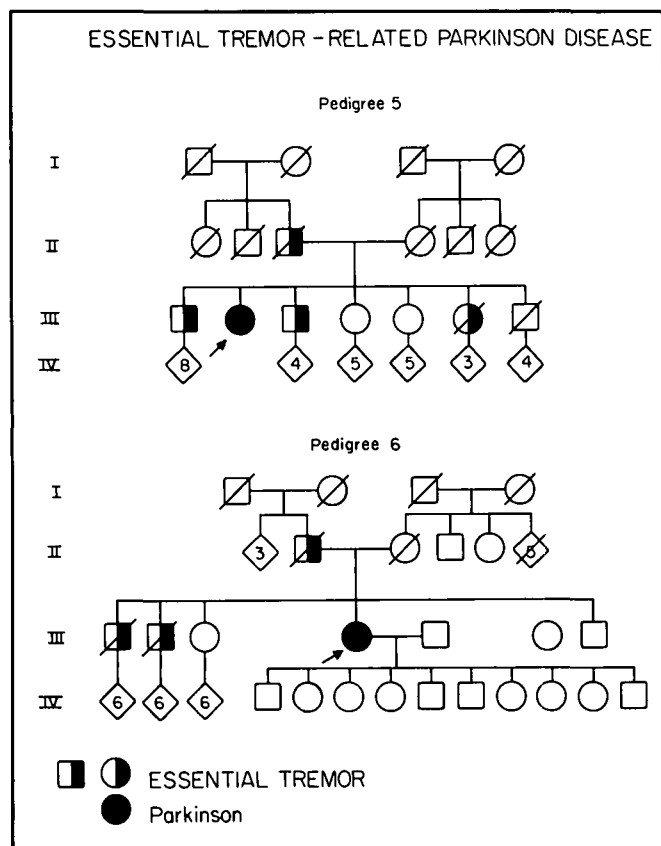 ESSENTIAL TREMOR - RELATED PARKINSON DISEASE
Pedigree 5
I
II
III
IV
8
4
5
5
3
4
Pedigree 6
I
II
3
5
III
IV
6
6
6
ESSENTIAL TREMOR
Parkinson